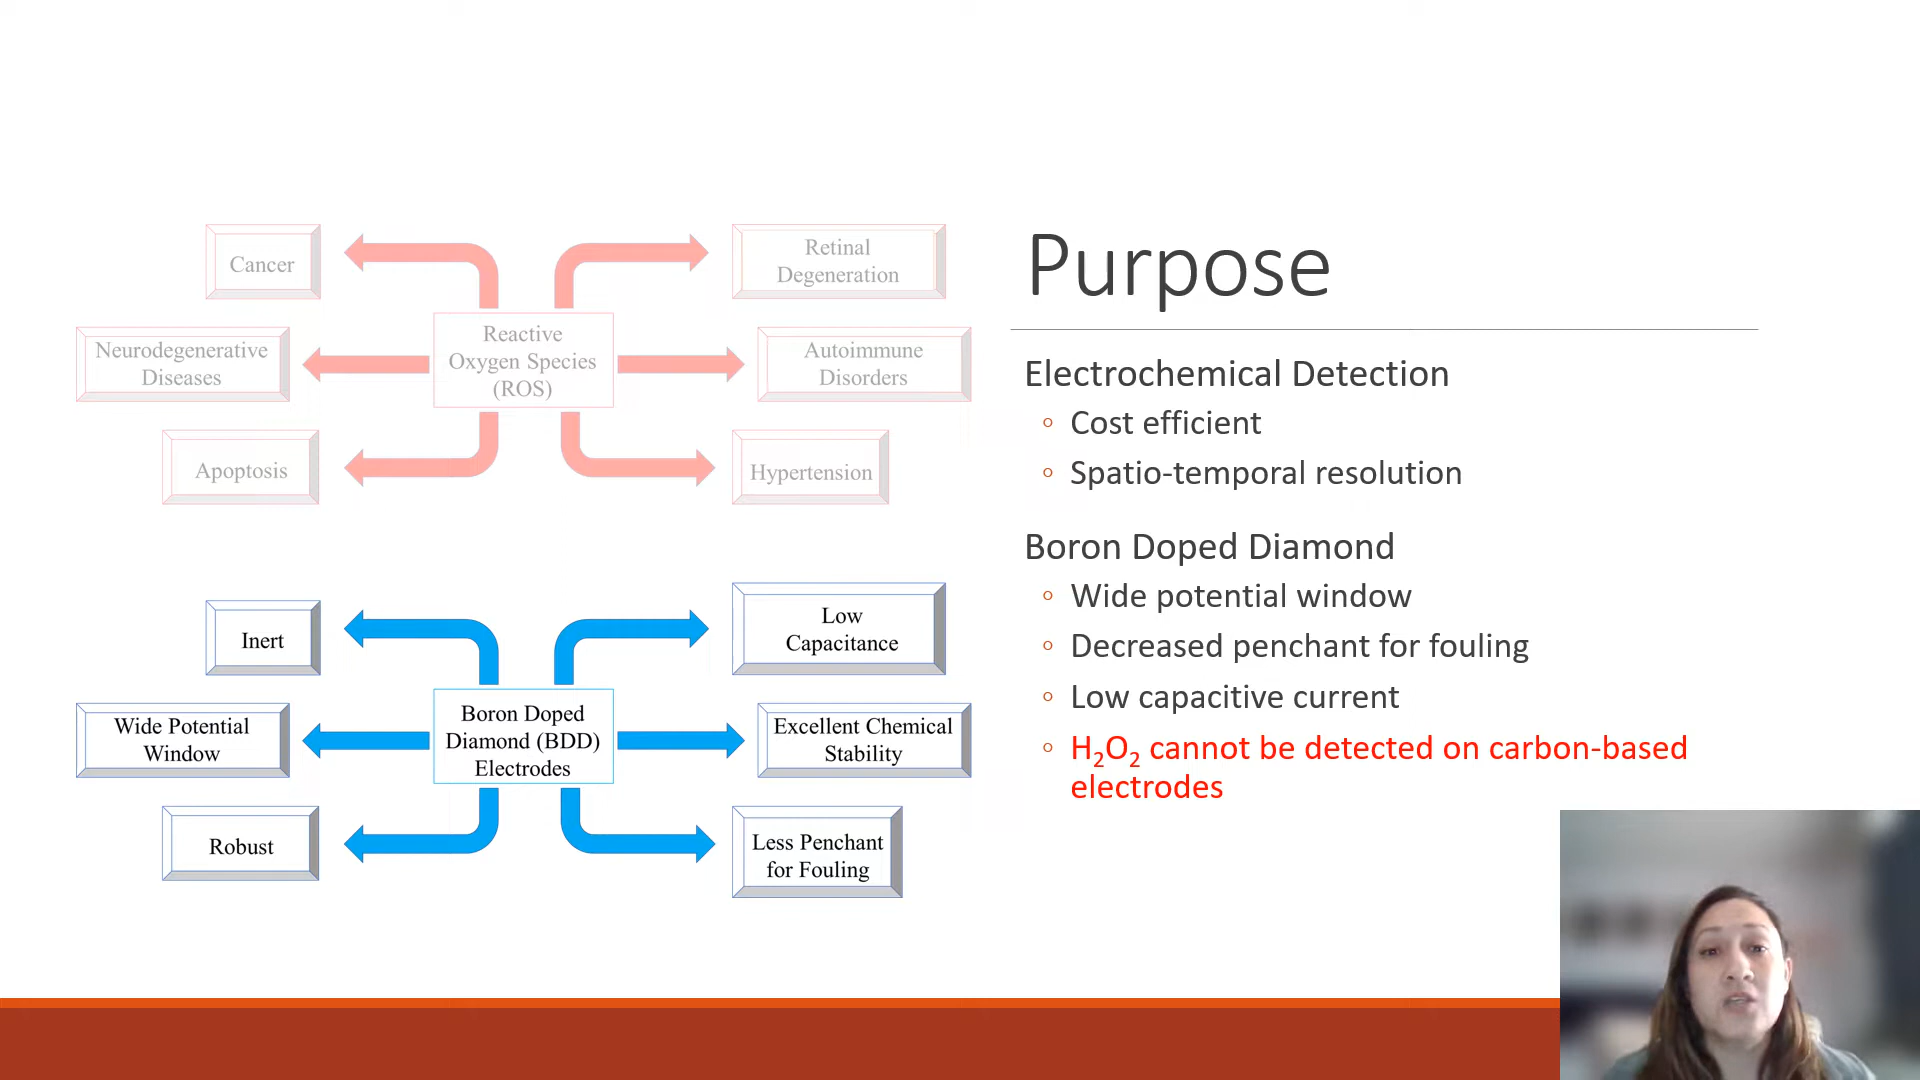 Cancer
Neurodegenerative
Diseases
Apoptosis
Reactive
Oxygen Species
(ROS)
Retinal
Degeneration
Autoimmune
Disorders
Hypertension
Inert
Wide Potential
Window
Robust
Boron Doped
Diamond (BDD)
Electrodes
Low
Capacitance
Excellent Chemical
Stability
Less Penchant
for Fouling
Purpose
Electrochemical Detection
◦ Cost efficient
◦ Spatio-temporal resolution
Boron Doped Diamond
◦ Wide potential window
◦ Decreased penchant for fouling
◦ Low capacitive current
◦ H₂O₂ cannot be detected on carbon-based
electrodes